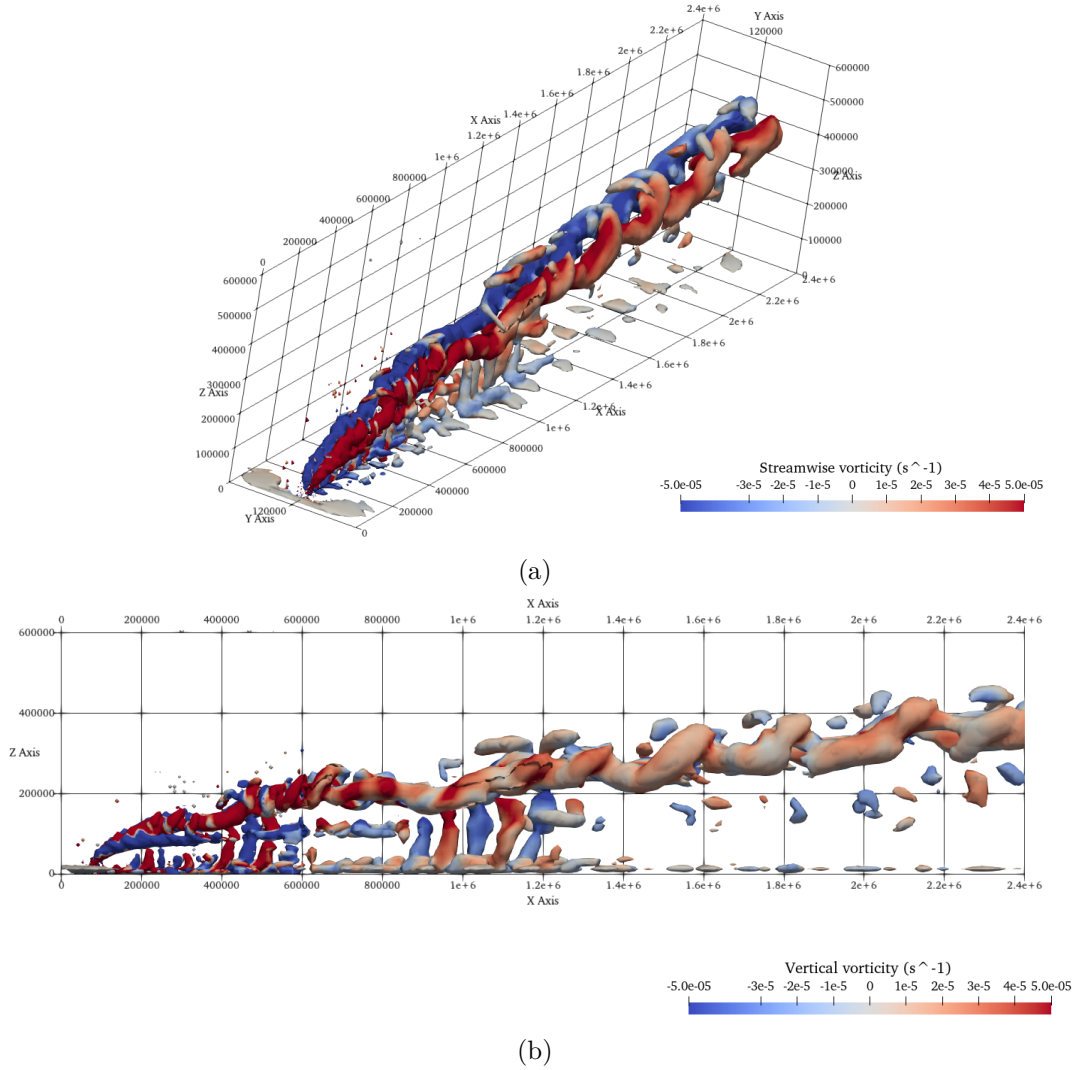 2.4e+6
Y Axis
2.2e+6
120000
2e+6
600000
1.8e+6
1.6e+6
500000
1.4e+6
X Axis
1.2e+6
400000
1e+6
300000
Z Axis
800000
600000
200000
400000
200000
100000
0
0
600000
2.4e+6
2.2e+6
500000
2e+6
400000
1.8e+6
300000
1.6e+6
Z Axis
1.4e+6
200000
1.2e+6
X Axis
1e+6
100000
800000
600000
0
400000
120000
200000
Y Axis
0
Streamwise vorticity (s^-1)
-5.0e-05 -3e-5 -2e-5 -1e-5 0 1e-5 2e-5 3e-5 5.0e-05
(a)
X Axis
0 200000 400000 600000 800000 1e+6 1.2e+6 1.4e+6 1.6e+6 1.8e+6 2e+6 2.2e+6 2.4e+6
600000
400000
Z Axis
200000
0
0 200000 400000 600000 800000 1e+6 1.2e+6 1.4e+6 1.6e+6 1.8e+6 2e+6 2.2e+6 2.4e+6
X Axis
Vertical vorticity (s^-1)
-5.0e-05 -3e-5 -2e-5 -1e-5 0 1e-5 2e-5 3e-5 4e-5 5.0e-05
(b)